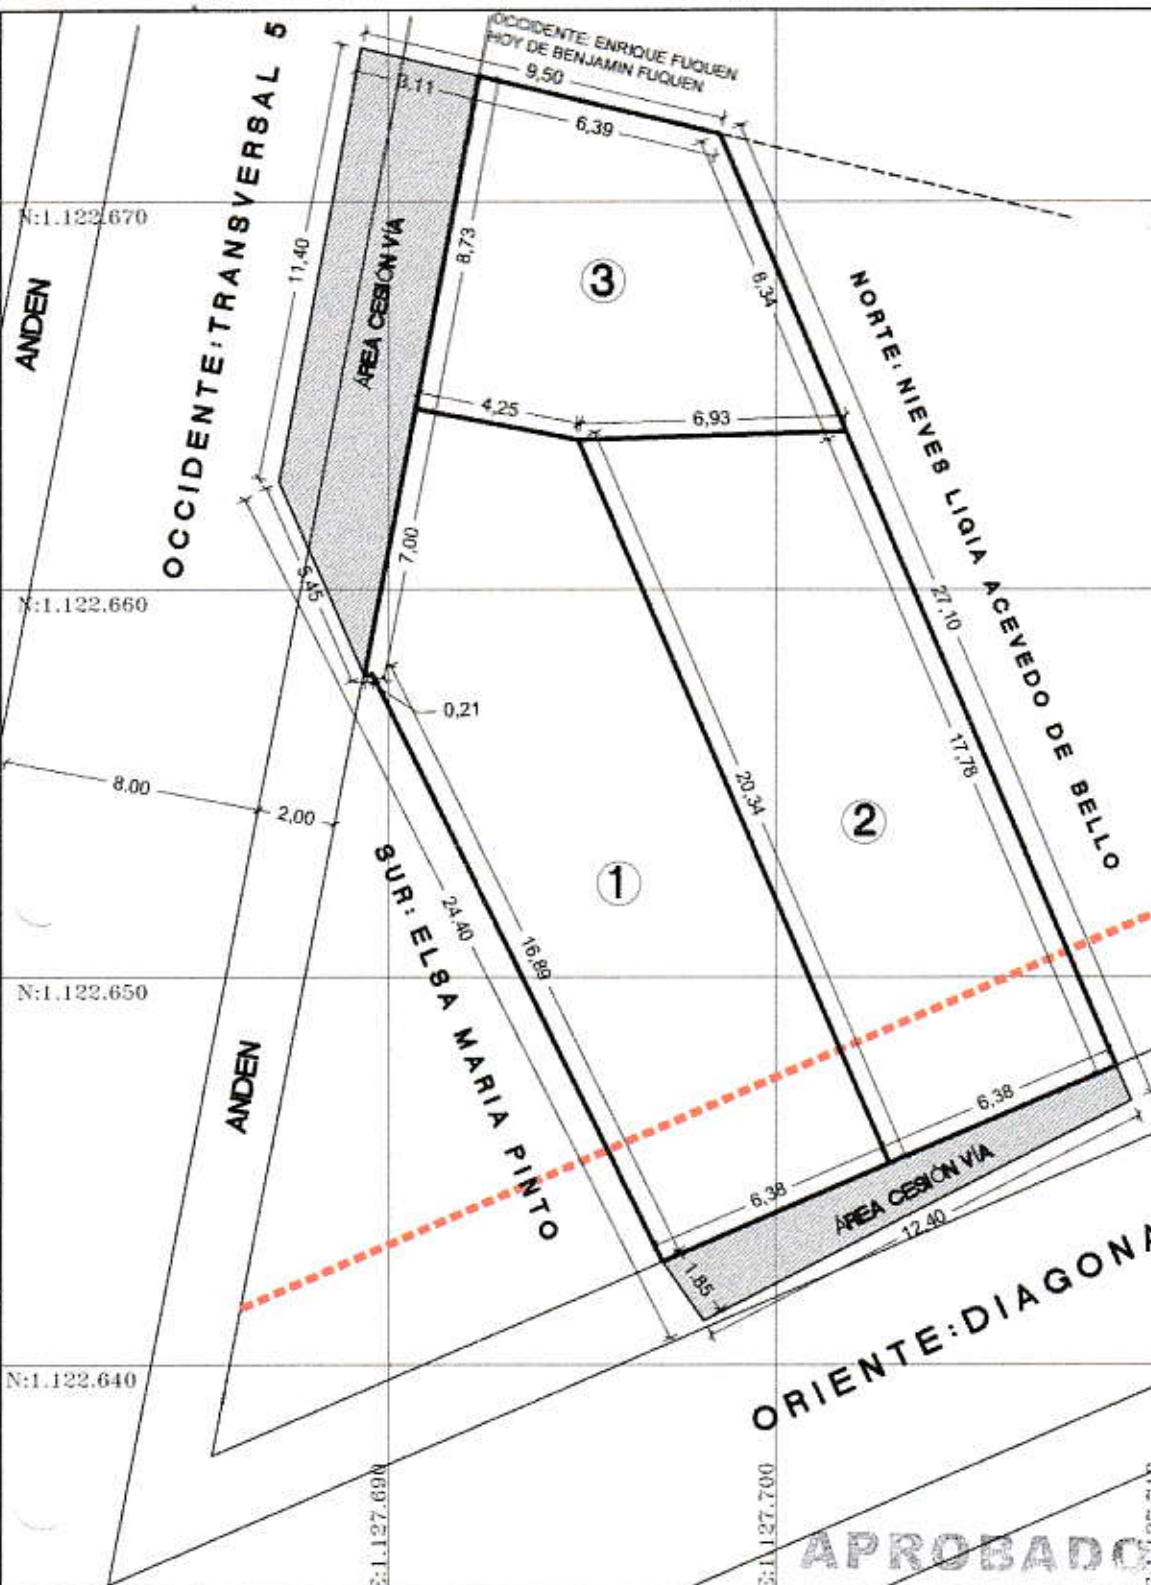 OCCIDENTE: ENRIQUE FUQUEN
HOY DE BENJAMIN FUQUEN
9,50
3,11
6,39
OCCIDENTE: TRANSVERSAL 5
N:1.122.670
11,40
ÁREA CESIÓN VÍA
8,73
3
8,34
ANDEN
NORTE: NIEVES LIGIA ACEVEDO DE BELLO
4,25
6,93
7,00
5,45
N:1.122.660
27,10
0,21
8.00
2,00
17,78
20,34
2
1
SUR: ELSA MARIA PINTO
24,40
16,89
N:1.122.650
ANDEN
6,38
6,38
ÁREA CESIÓN VÍA
12,40
1.85
ORIENTE: DIAGONA
N:1.122.640
E:1.127.690
E:1.127.700
APROBADO